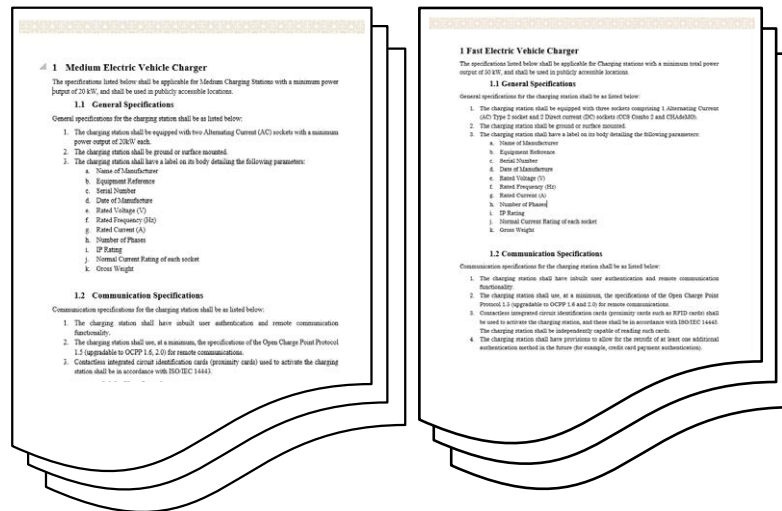 1 Medium Electric Vehicle Charger
The specifications listed below shall be applicable for Medium Charging Stations with a minimum power
output of 20 kW, and shall be used in publicly accessible locations.
1.1 General Specifications
General specifications for the charging station shall be as listed below:
1. The charging station shall be equipped with two Alternating Current (AC) sockets with a minimum
power output of 20kW each.
2. The charging station shall be ground or surface mounted.
3. The charging station shall have a label on its body detailing the following parameters:
a. Name of Manufacturer
b. Equipment Reference
c. Serial Number
d. Date of Manufacture
e. Rated Voltage (V)
f. Rated Frequency (Hz)
g. Rated Current (A)
h. Number of Phases
i. IP Rating
j. Normal Current Rating of each socket
k. Gross Weight
1.2 Communication Specifications
Communication specifications for the charging station shall be as listed below:
1. The charging station shall have inbuilt user authentication and remote communication
functionality.
2. The charging station shall use, at a minimum, the specifications of the Open Charge Point Protocol
1.5 (upgradable to OCPP 1.6, 2.0) for remote communications.
3. Contactless integrated circuit identification cards (proximity cards) used to activate the charging
station shall be in accordance with ISO/IEC 14443.
1 Fast Electric Vehicle Charger
The specifications listed below shall be applicable for Charging stations with a minimum total power
output of 50 kW, and shall be used in publicly accessible locations.
1.1 General Specifications
General specifications for the charging station shall be as listed below:
1. The charging station shall be equipped with three sockets comprising 1 Alternating Current
(AC) Type 2 socket and 2 Direct current (DC) sockets (CCS Combo 2 and CHAdeMO).
2. The charging station shall be ground or surface mounted.
3. The charging station shall have a label on its body detailing the following parameters:
a. Name of Manufacturer
b. Equipment Reference
c. Serial Number
d. Date of Manufacture
e. Rated Voltage (V)
f. Rated Frequency (Hz)
g. Rated Current (A)
h. Number of Phases
i. IP Rating
j. Normal Current Rating of each socket
k. Gross Weight
1.2 Communication Specifications
Communication specifications for the charging station shall be as listed below:
1. The charging station shall have inbuilt user authentication and remote communication
functionality.
2. The charging station shall use, at a minimum, the specifications of the Open Charge Point
Protocol 1.5 (upgradable to OCPP 1.6 and 2.0) for remote communications.
3. Contactless integrated circuit identification cards (proximity cards such as RFID cards) shall
be used to activate the charging station, and these shall be in accordance with ISO/IEC 14443.
The charging station shall be independently capable of reading such cards.
4. The charging station shall have provisions to allow for the retrofit of at least one additional
authentication method in the future (for example, credit card payment authentication).